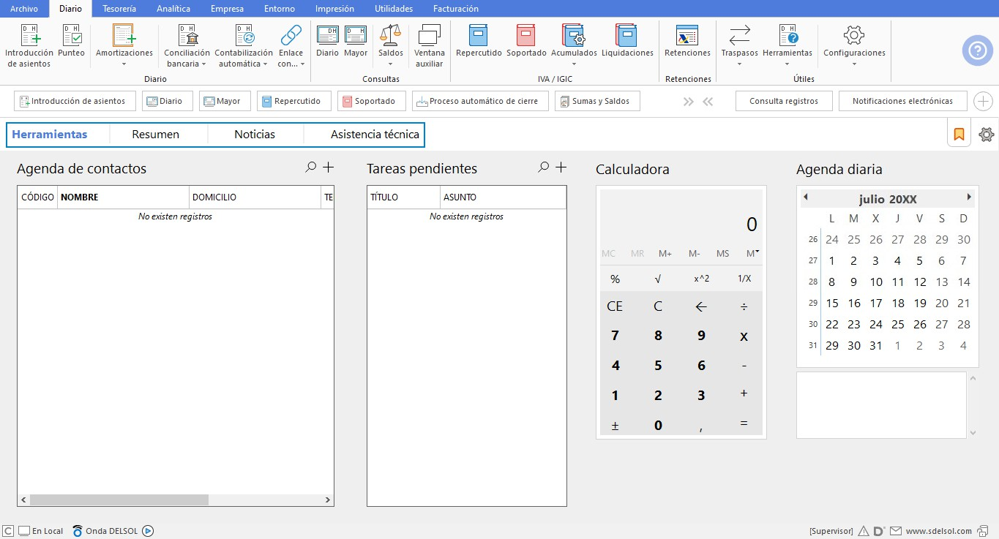 Archivo Diario Tesorería Analítica Empresa Entorno Impresión Utilidades Facturación
D H D H D H D H D H D H D H D H
Introducción Punteo Amortizaciones Conciliación Contabilización Enlace Diario Mayor Saldos Ventana Repercutido Soportado Acumulados Liquidaciones Retenciones Traspasos Herramientas Configuraciones
de asientos bancaria automática con... auxiliar
Diario Consultas IVA / IGIC Retenciones Útiles
Introducción de asientos Diario Mayor Repercutido Soportado Proceso automático de cierre Sumas y Saldos Consulta registros Notificaciones electrónicas
Herramientas Resumen Noticias Asistencia técnica
Agenda de contactos
CÓDIGO NOMBRE DOMICILIO TE
No existen registros
Tareas pendientes
TÍTULO ASUNTO
No existen registros
Calculadora
0
MC MR M+ M- MS M
% √ x^2 1/X
CE C ← ÷
7 8 9 x
4 5 6 -
1 2 3 +
± 0 , =
Agenda diaria
julio 20XX
L M X J V S D
26 24 25 26 27 28 29 30
27 1 2 3 4 5 6 7
28 8 9 10 11 12 13 14
29 15 16 17 18 19 20 21
30 22 23 24 25 26 27 28
31 29 30 31 1 2 3 4
C En Local Onda DELSOL [Supervisor] D www.sdelsol.com